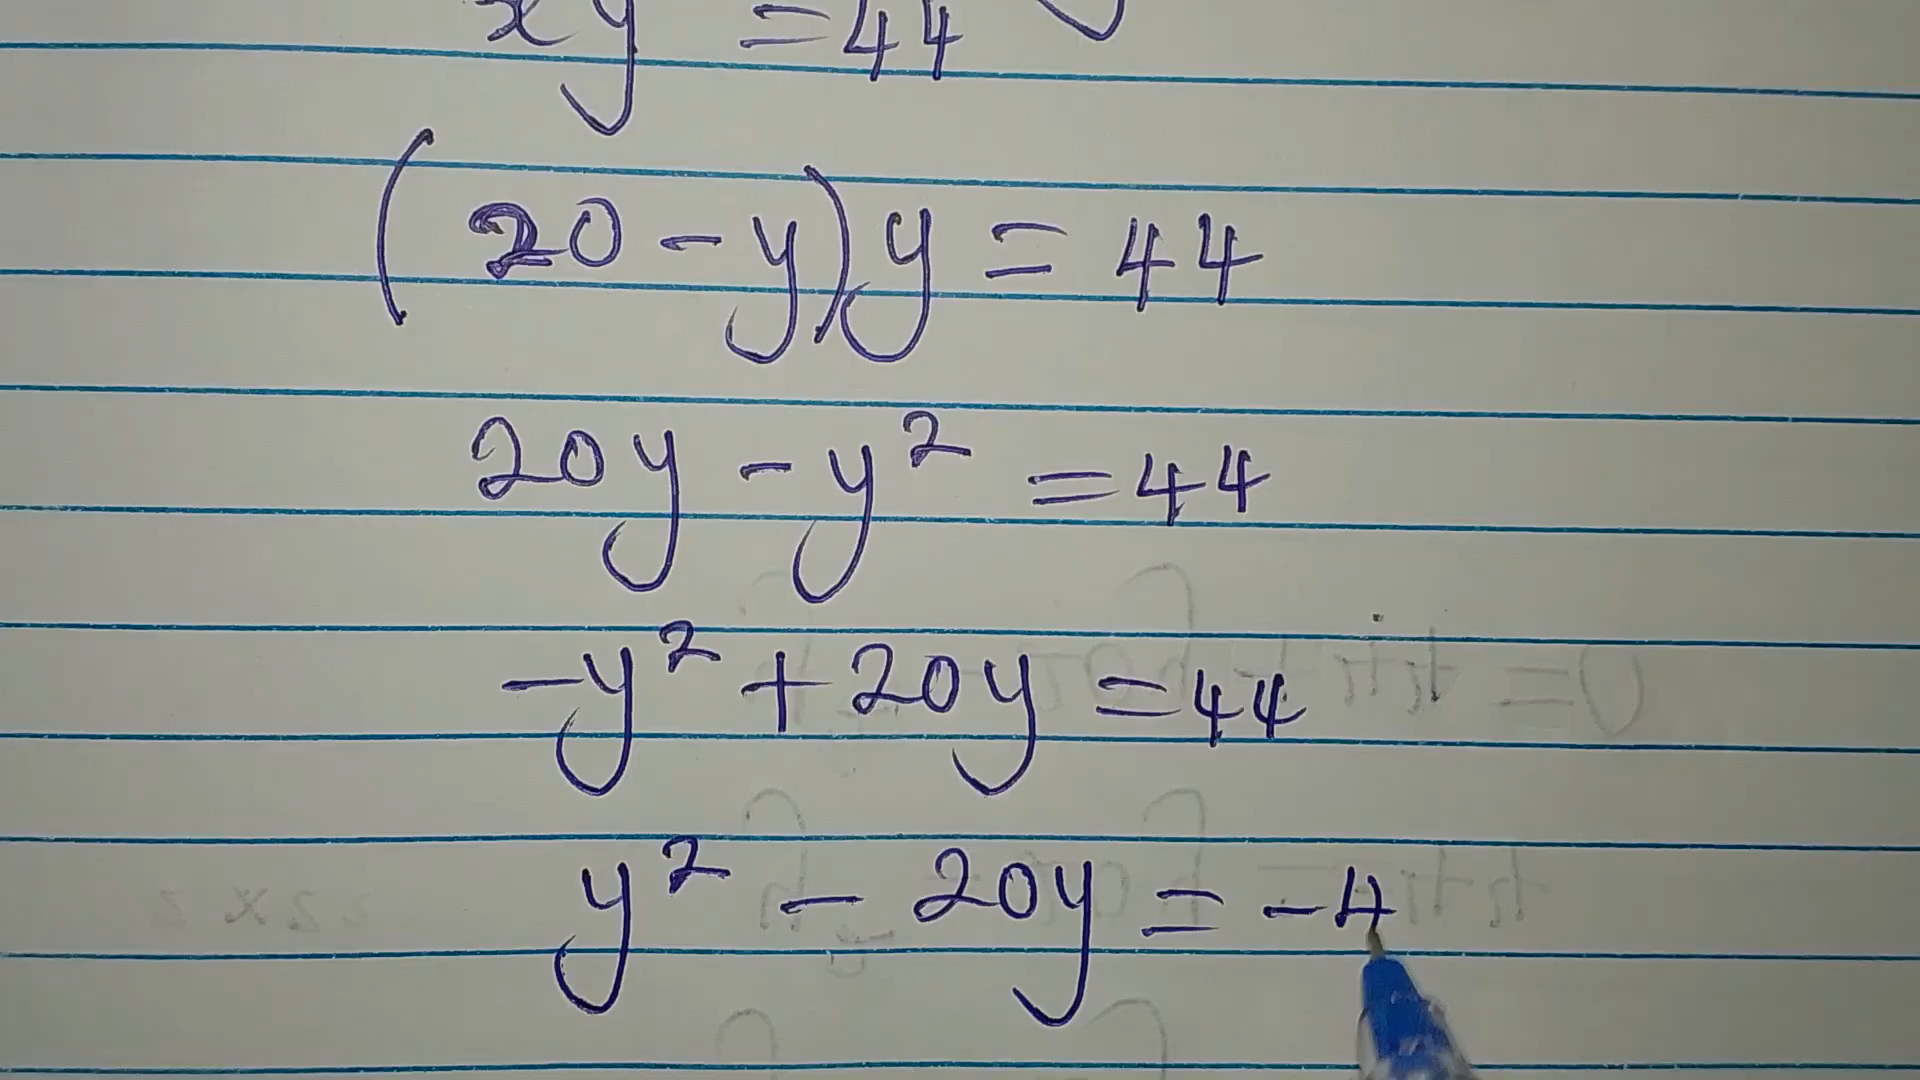 xy = 44
(20 - y)y = 44
20y - y² = 44
-y² + 20y = 44
y² - 20y = -4